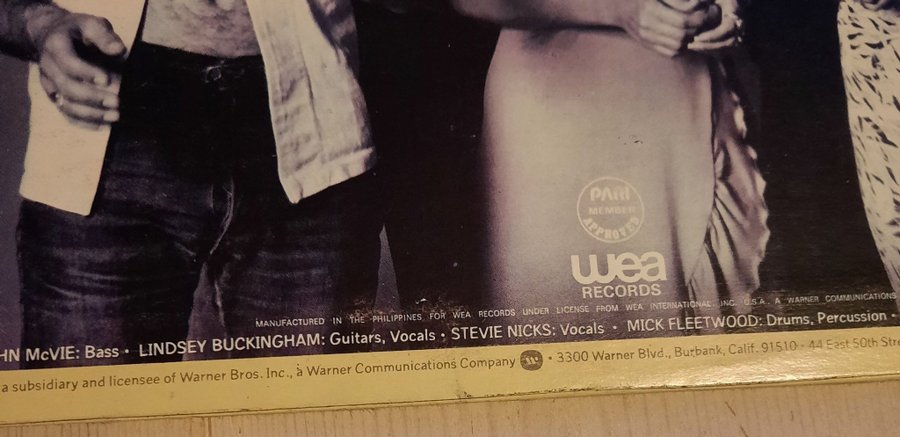 PARI
MEMBER
APPROVED
wea
RECORDS
MANUFACTURED IN THE PHILIPPINES FOR WEA RECORDS UNDER LICENSE FROM WEA INTERNATIONAL, INC. U.S.A. A WARNER COMMUNICATIONS
HN McVIE: Bass • LINDSEY BUCKINGHAM: Guitars, Vocals • STEVIE NICKS: Vocals • MICK FLEETWOOD: Drums, Percussion •
a subsidiary and licensee of Warner Bros. Inc., a Warner Communications Company • 3300 Warner Blvd., Burbank, Calif. 91510 • 44 East 50th Stre